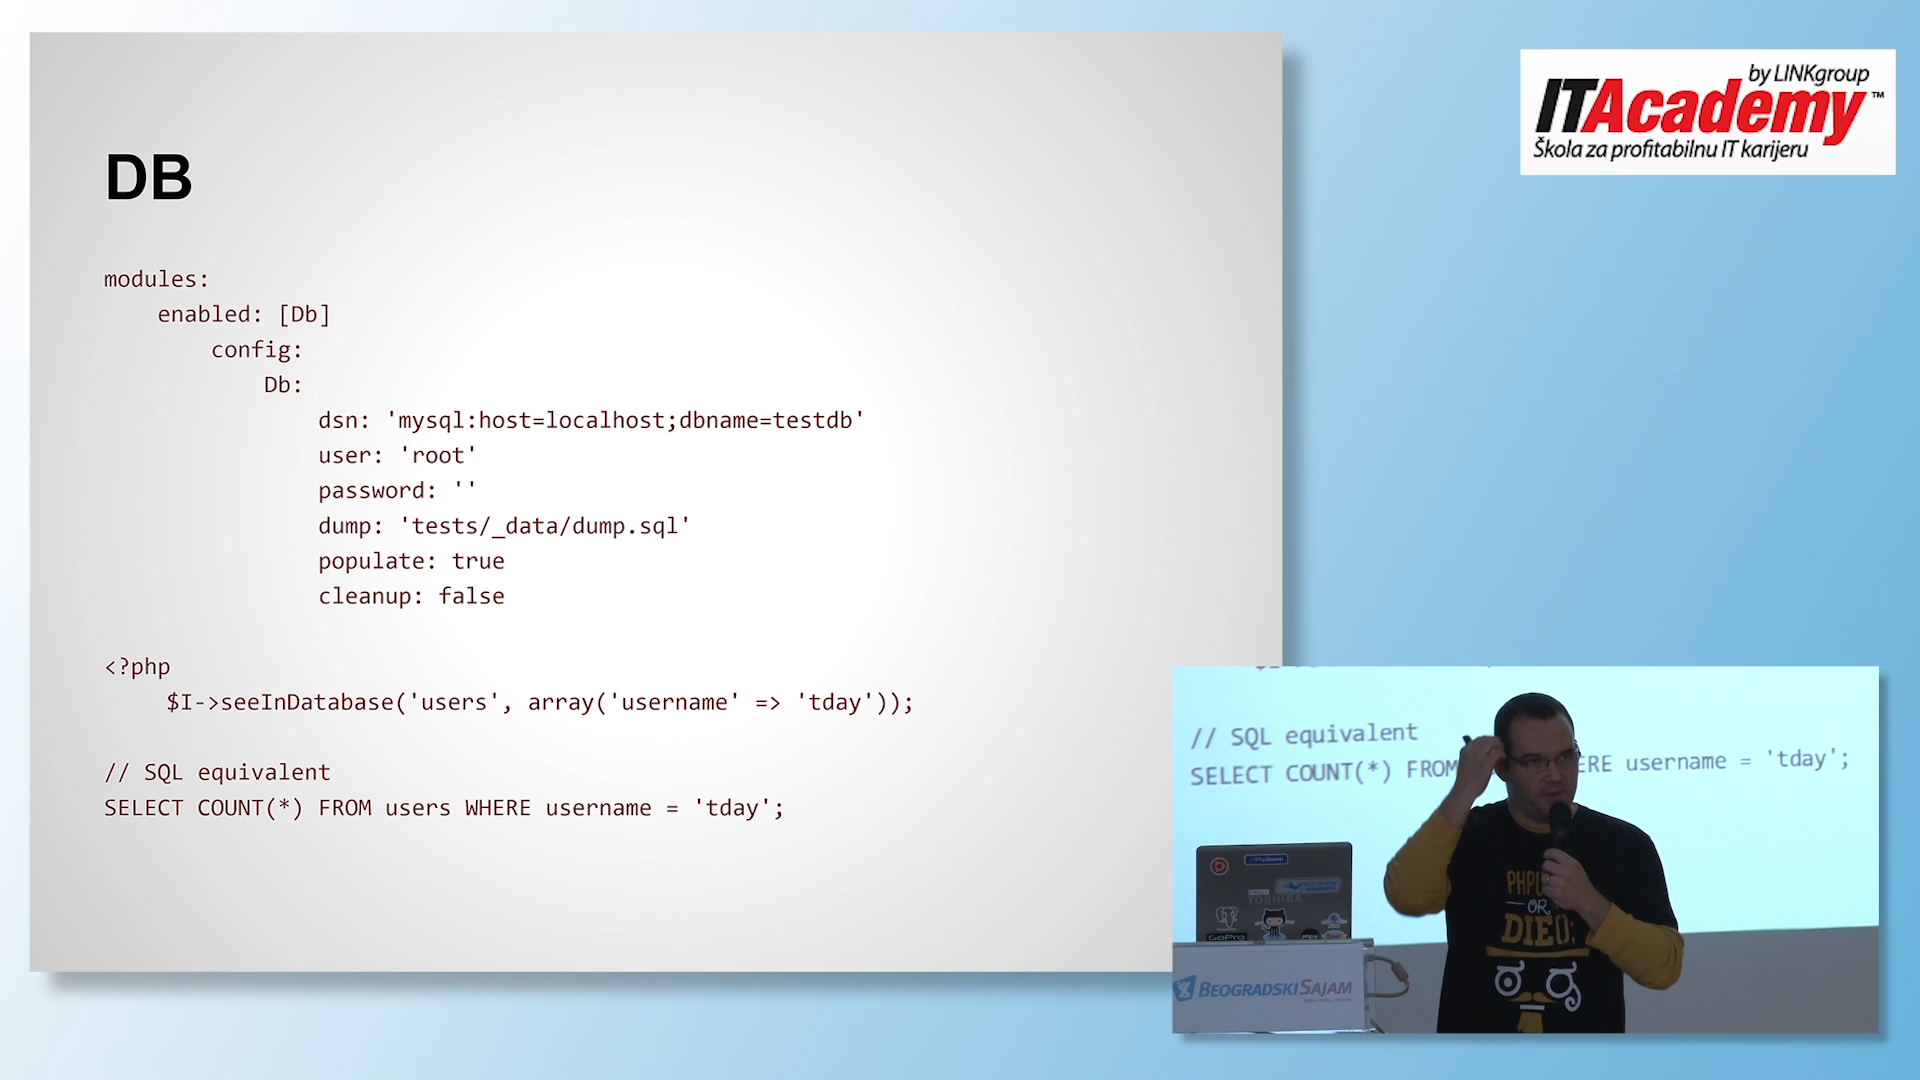 DB
modules:
enabled: [Db]
config:
Db:
dsn: 'mysql:host=localhost;dbname=testdb'
user: 'root'
password: ''
dump: 'tests/_data/dump.sql'
populate: true
cleanup: false
<?php
$I->seeInDatabase('users', array('username' => 'tday'));
// SQL equivalent
SELECT COUNT(*) FROM users WHERE username = 'tday';
by LINKgroup
ITAcademy™
Škola za profitabilnu IT karijeru
// SQL equivalent
SELECT COUNT(*) FROM ERE username = 'tday';
PhpStorm
TOSHIBA
GoPro
OR
DIE();
BEOGRADSKI SAJAM